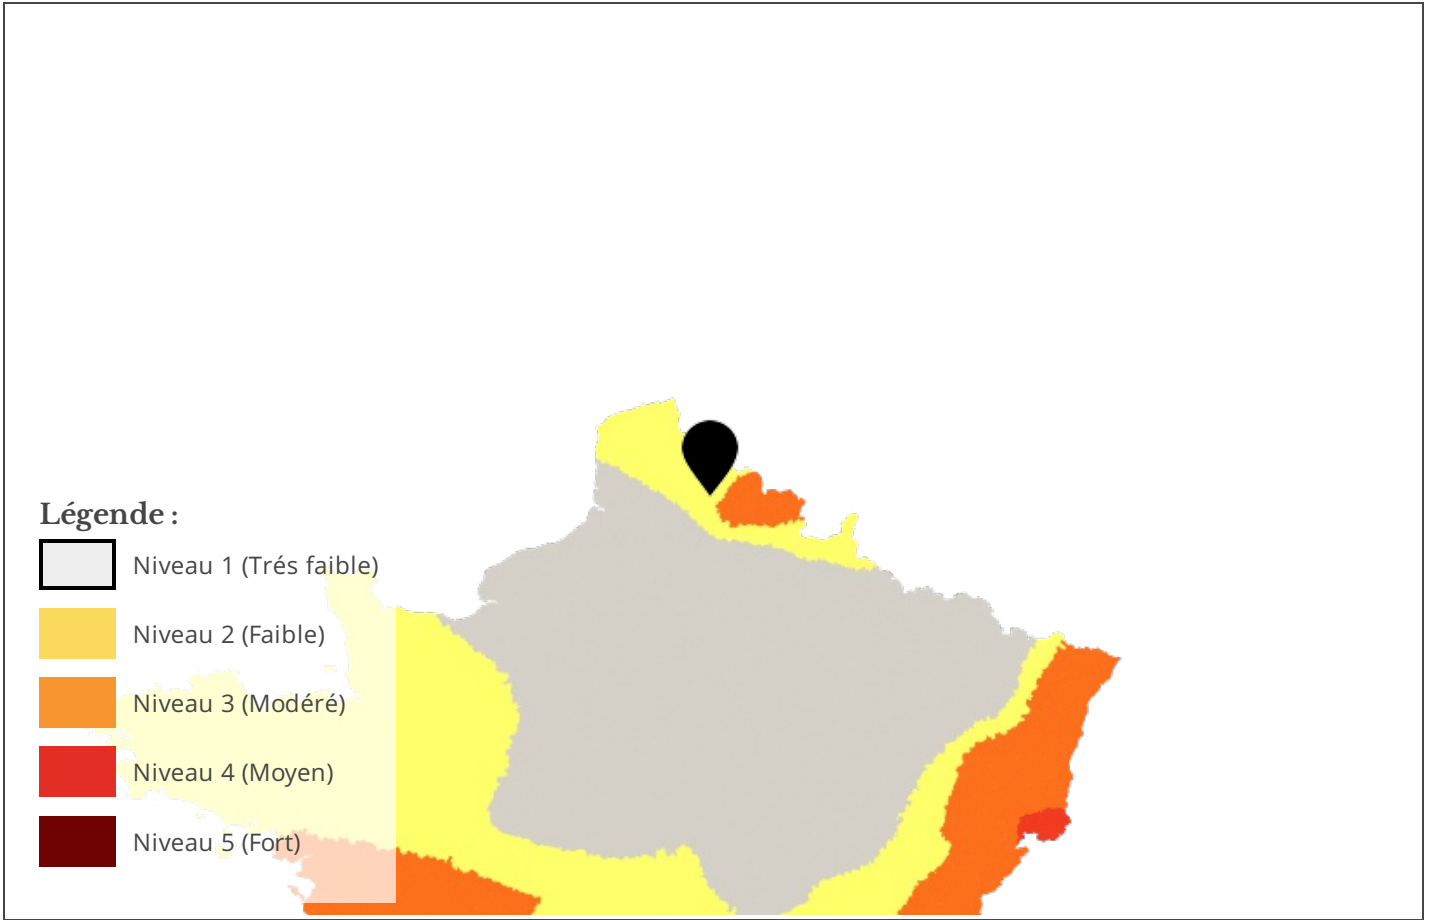 Légende :
Niveau 1 (Trés faible)
Niveau 2 (Faible)
Niveau 3 (Modéré)
Niveau 4 (Moyen)
Niveau 5 (Fort)